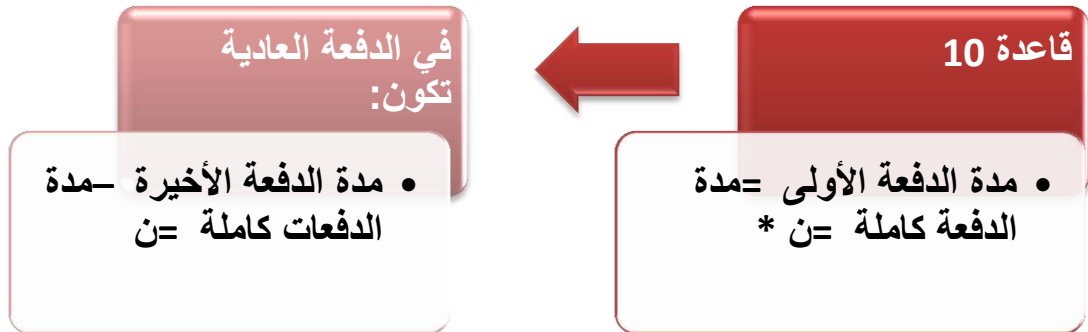 قاعدة 10
• مدة الدفعة الأولى =مدة
الدفعة كاملة =ن *
في الدفعة العادية
تكون:
• مدة الدفعة الأخيرة –مدة
الدفعات كاملة =ن